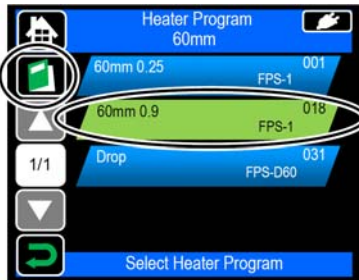 Heater Program
60mm
60mm 0.25 001
FPS-1
60mm 0.9 018
FPS-1
1/1
Drop 031
FPS-D60
Select Heater Program